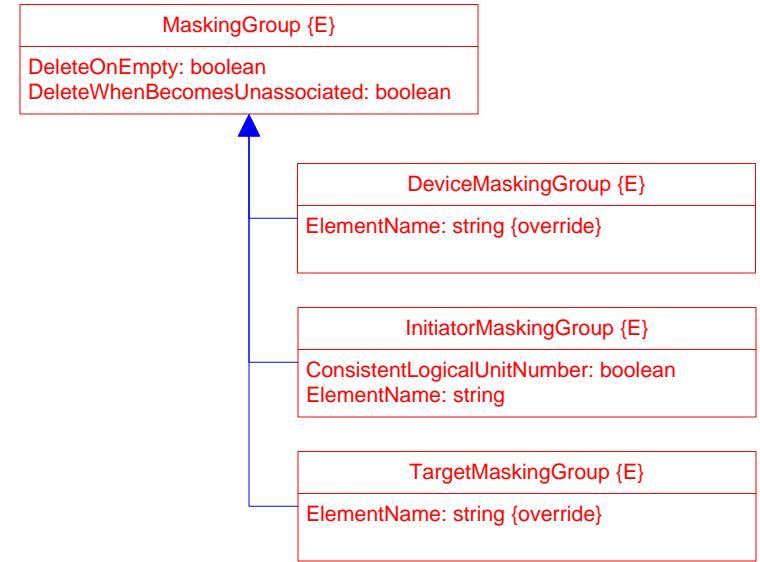 MaskingGroup {E}
DeleteOnEmpty: boolean
DeleteWhenBecomesUnassociated: boolean
DeviceMaskingGroup {E}
ElementName: string {override}
InitiatorMaskingGroup {E}
ConsistentLogicalUnitNumber: boolean
ElementName: string
TargetMaskingGroup {E}
ElementName: string {override}